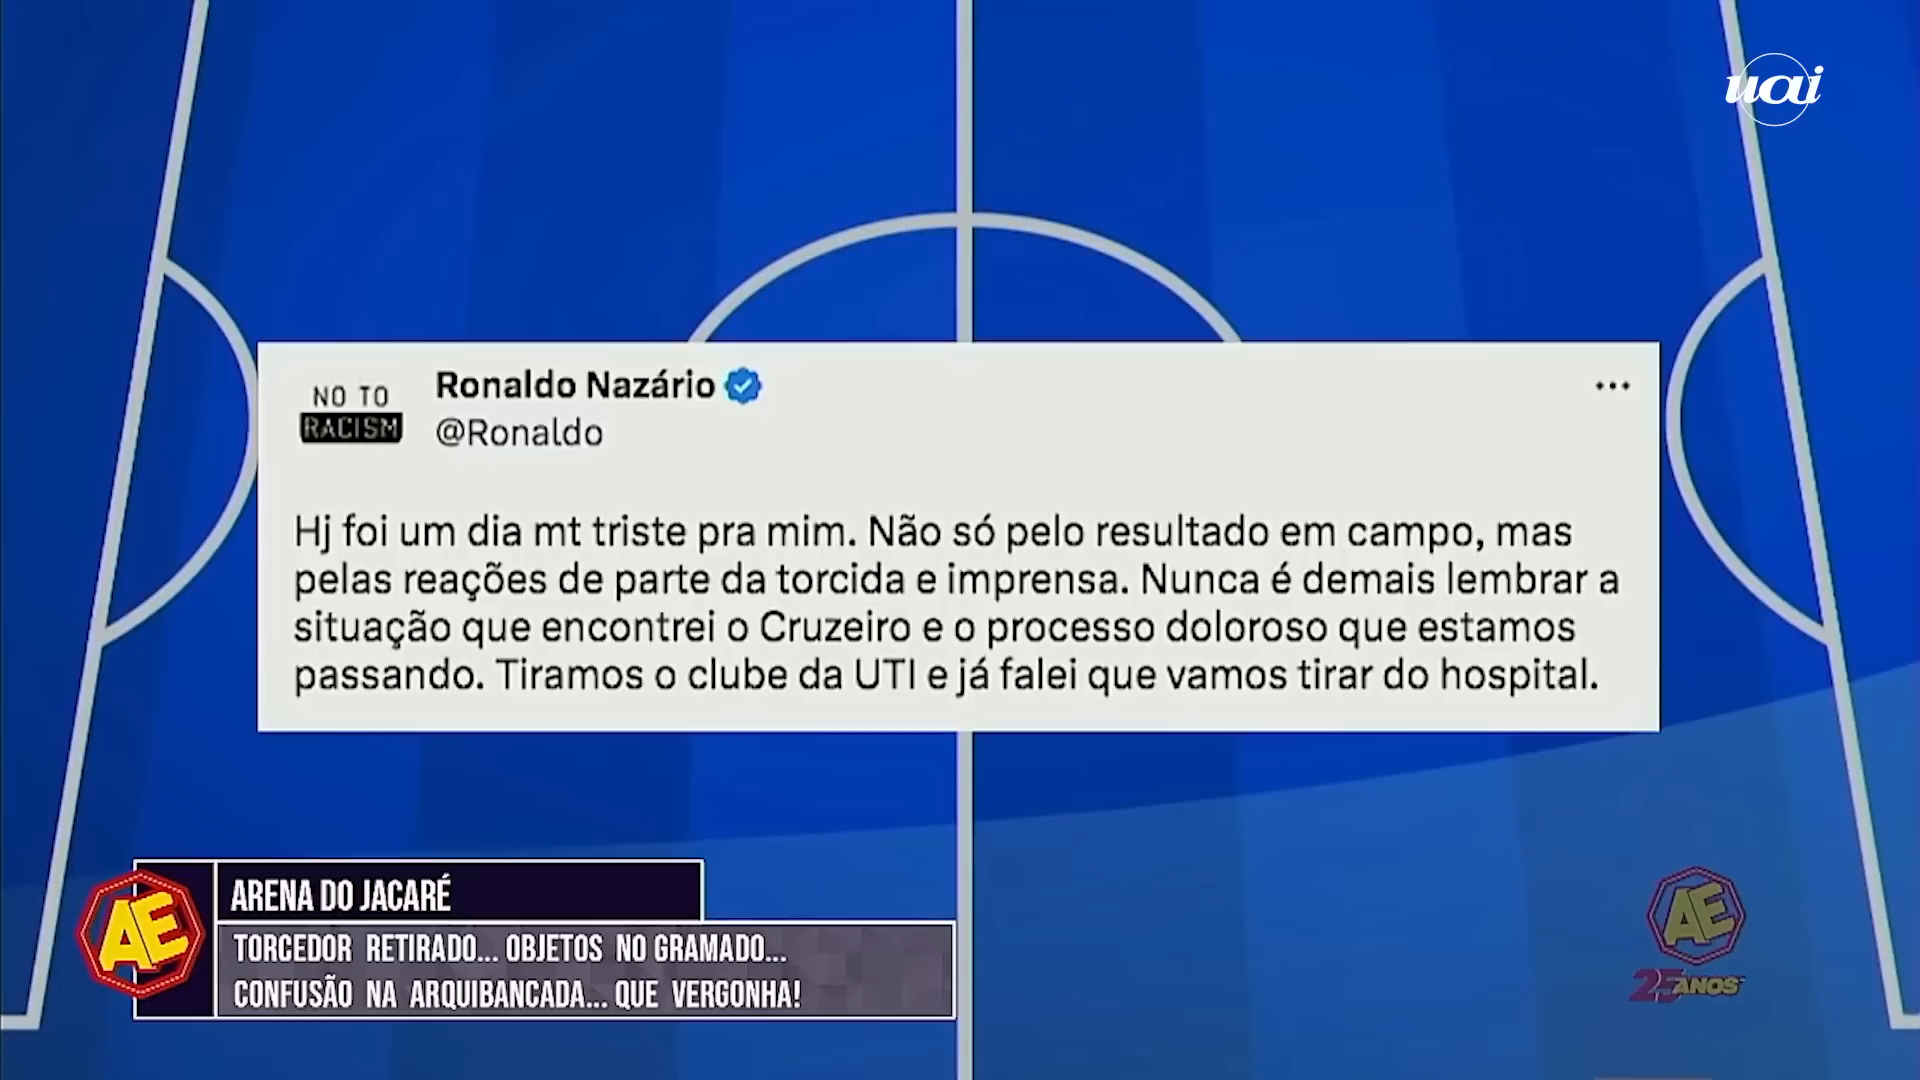 uai
NO TO
RACISM
Ronaldo Nazário
@Ronaldo
Hj foi um dia mt triste pra mim. Não só pelo resultado em campo, mas
pelas reações de parte da torcida e imprensa. Nunca é demais lembrar a
situação que encontrei o Cruzeiro e o processo doloroso que estamos
passando. Tiramos o clube da UTI e já falei que vamos tirar do hospital.
AE
ARENA DO JACARÉ
TORCEDOR RETIRADO... OBJETOS NO GRAMADO...
CONFUSÃO NA ARQUIBANCADA... QUE VERGONHA!
AE
25 ANOS